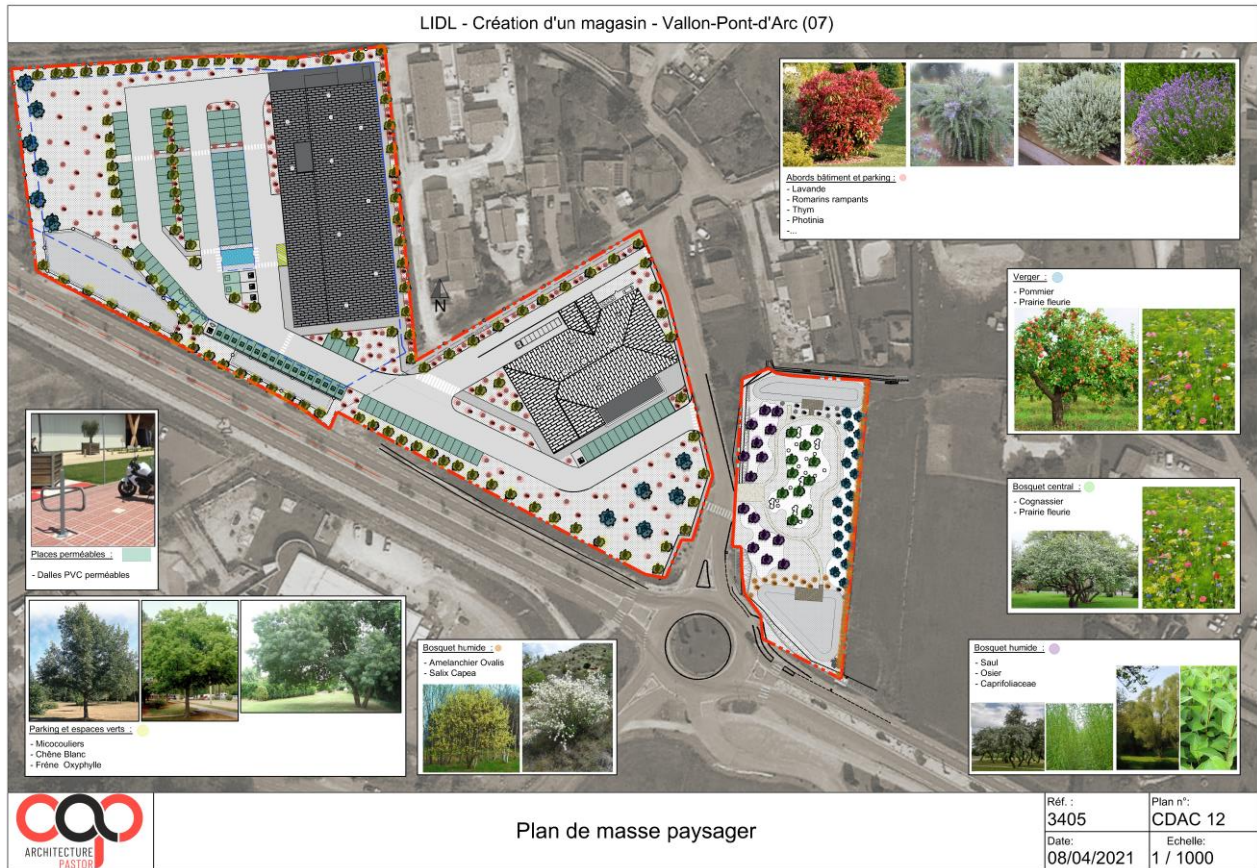 LIDL - Création d'un magasin - Vallon-Pont-d'Arc (07)
Abords bâtiment et parking :
- Lavande
- Romarins rampants
- Thym
- Photinia
-...
Verger :
- Pommier
- Prairie fleurie
N
Bosquet central :
- Cognassier
- Prairie fleurie
Places perméables :
- Dalles PVC perméables
Parking et espaces verts :
- Micocouliers
- Chêne Blanc
- Frêne Oxyphylle
Bosquet humide :
- Amelanchier Ovalis
- Salix Capea
Bosquet humide :
- Saul
- Osier
- Caprifoliaceae
cap
ARCHITECTURE
PASTOR
Plan de masse paysager
Réf. :
3405
Plan n°:
CDAC 12
Date:
08/04/2021
Echelle:
1 / 1000